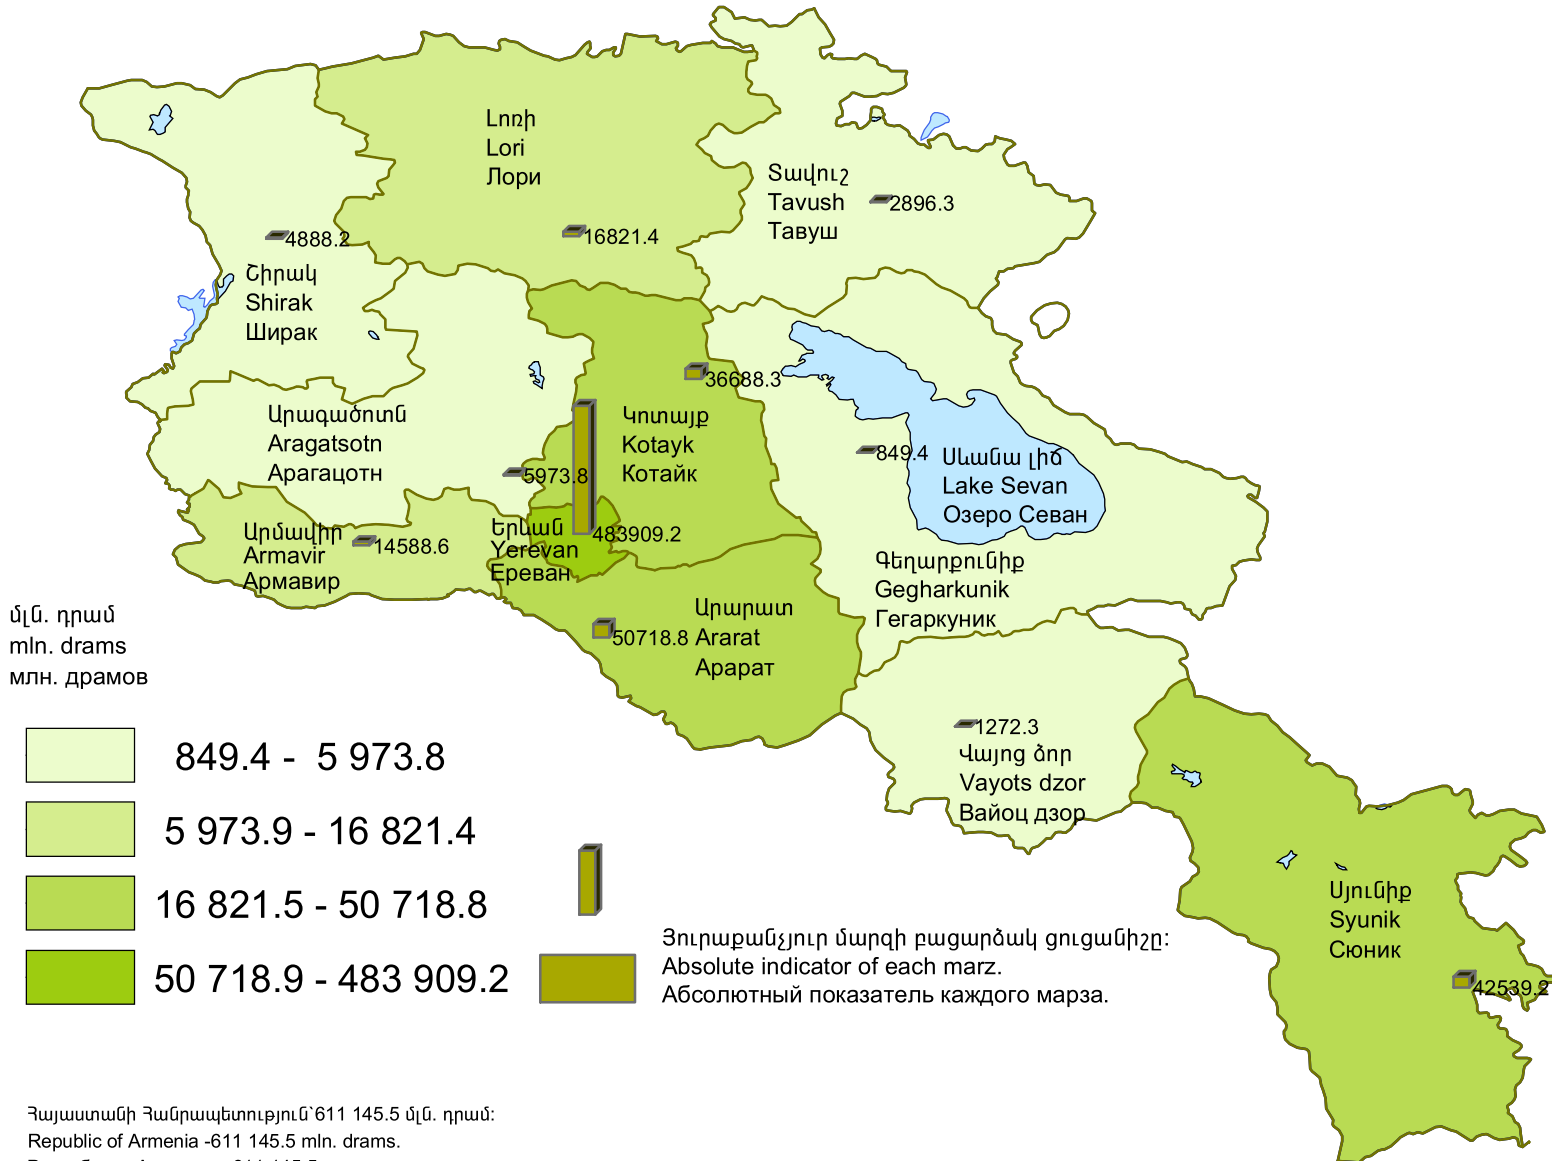 Լոռի
Lori
Лори
16821.4
Տավուշ
Tavush
Тавуш
2896.3
4888.2
Շիրակ
Shirak
Ширак
36688.3
Արագածոտն
Aragatsotn
Арагацотн
5973.8
Կոտայք
Kotayk
Котайк
849.4
Սևանա լիճ
Lake Sevan
Озеро Севан
Արմավիր
Armavir
Армавир
14588.6
Երևան
Yerevan
Ереван
483909.2
Գեղարքունիք
Gegharkunik
Гегаркуник
50718.8
Արարատ
Ararat
Арарат
մլն. դրամ
mln. drams
млн. драмов
1272.3
Վայոց ձոր
Vayots dzor
Вайоц дзор
849.4 - 5 973.8
5 973.9 - 16 821.4
16 821.5 - 50 718.8
50 718.9 - 483 909.2
Սյունիք
Syunik
Сюник
42539.2
Յուրաքանչյուր մարզի բացարձակ ցուցանիշը:
Absolute indicator of each marz.
Абсолютный показатель каждого марза.
Հայաստանի Հանրապետություն`611 145.5 մլն. դրամ:
Republic of Armenia -611 145.5 mln. drams.